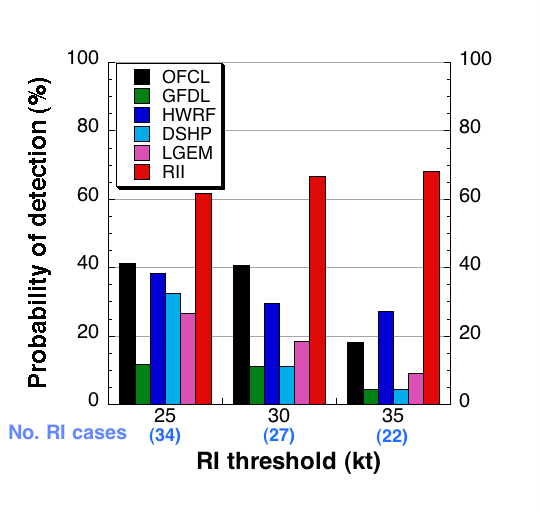 Probability of detection (%)
100
80
60
40
20
0
OFCL
GFDL
HWRF
DSHP
LGEM
RII
100
80
60
40
20
0
25 30 35
No. RI cases (34) (27) (22)
RI threshold (kt)